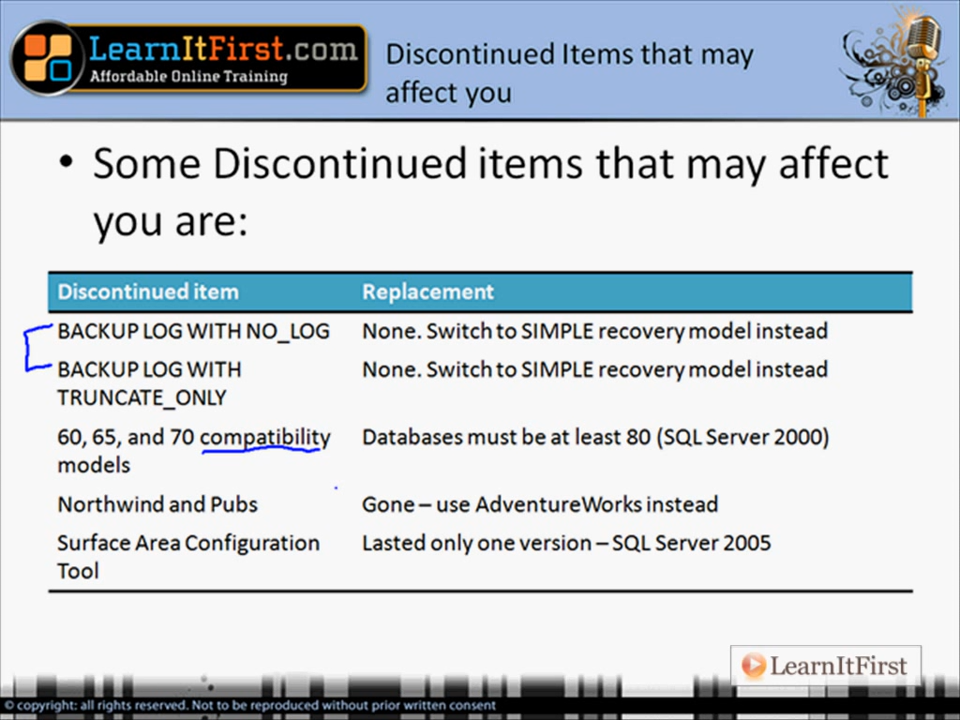 LearnItFirst.com
Affordable Online Training
Discontinued Items that may
affect you
• Some Discontinued items that may affect
you are:
Discontinued item Replacement
BACKUP LOG WITH NO_LOG None. Switch to SIMPLE recovery model instead
BACKUP LOG WITH None. Switch to SIMPLE recovery model instead
TRUNCATE_ONLY
60, 65, and 70 compatibility Databases must be at least 80 (SQL Server 2000)
models
Northwind and Pubs Gone – use AdventureWorks instead
Surface Area Configuration Lasted only one version – SQL Server 2005
Tool
LearnItFirst
© copyright: all rights reserved. Not to be reproduced without prior written consent